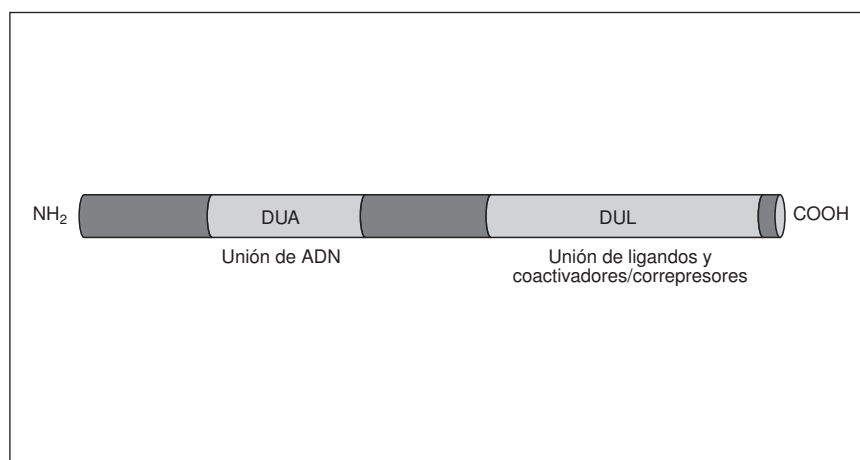 NH₂
DUA
DUL
COOH
Unión de ADN
Unión de ligandos y
coactivadores/correpresores